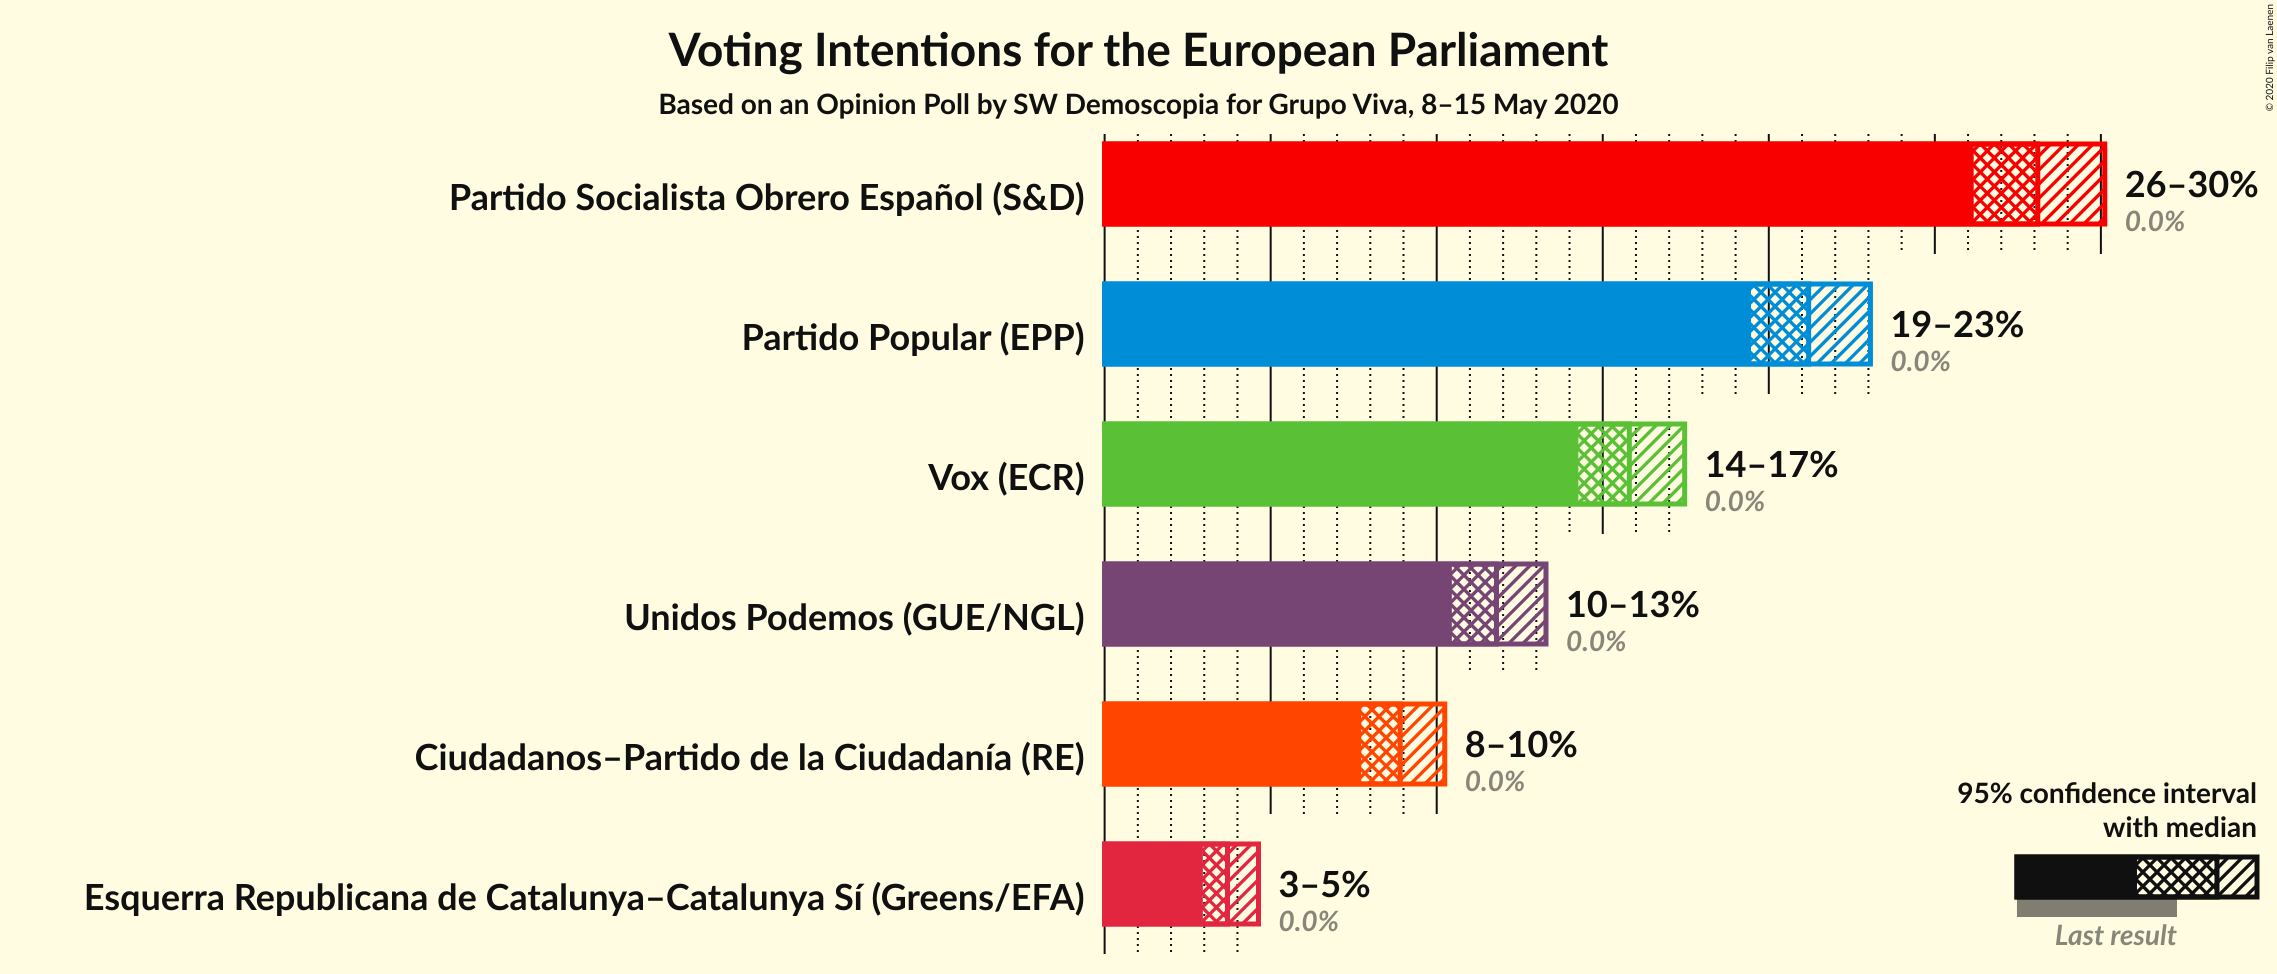 Voting Intentions for the European Parliament
Based on an Opinion Poll by SW Demoscopia for Grupo Viva, 8–15 May 2020
© 2020 Filip van Laenen
Partido Socialista Obrero Español (S&D)
26–30%
0.0%
Partido Popular (EPP)
19–23%
0.0%
Vox (ECR)
14–17%
0.0%
Unidos Podemos (GUE/NGL)
10–13%
0.0%
Ciudadanos–Partido de la Ciudadanía (RE)
8–10%
0.0%
Esquerra Republicana de Catalunya–Catalunya Sí (Greens/EFA)
3–5%
0.0%
95% confidence interval
with median
Last result